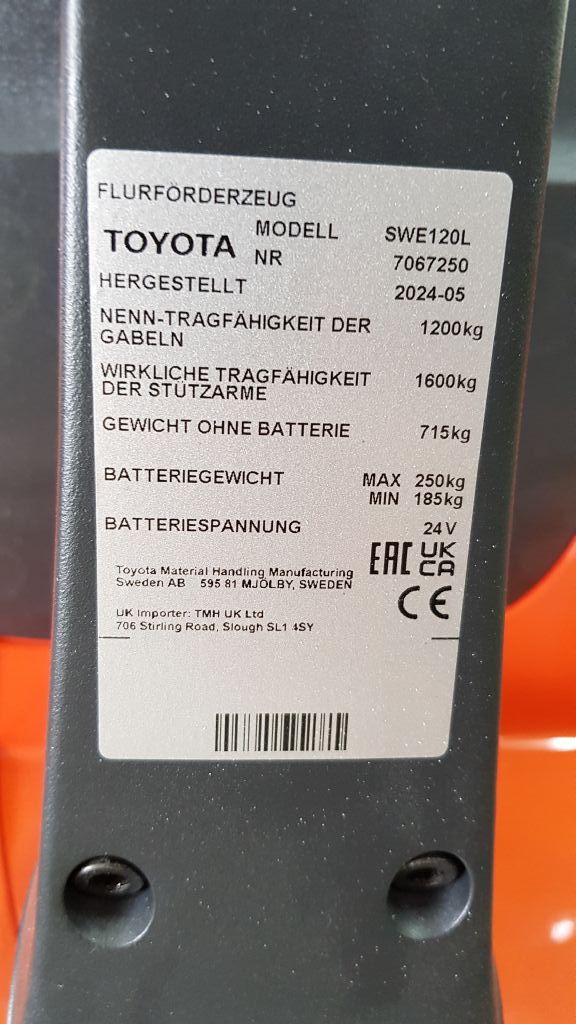 FLURFÖRDERZEUG
TOYOTA MODELL SWE120L
NR 7067250
HERGESTELLT 2024-05
NENN-TRAGFÄHIGKEIT DER 1200kg
GABELN
WIRKLICHE TRAGFÄHIGKEIT 1600kg
DER STÜTZARME
GEWICHT OHNE BATTERIE 715kg
BATTERIEGEWICHT MAX 250kg
MIN 185kg
BATTERIESPANNUNG 24V
EAC UK
CA
Toyota Material Handling Manufacturing
Sweden AB 595 81 MJÖLBY, SWEDEN
CE
UK Importer: TMH UK Ltd
706 Stirling Road, Slough SL1 4SY